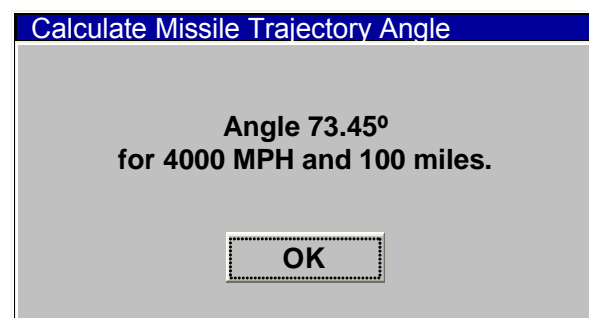 Calculate Missile Trajectory Angle
Angle 73.45º
for 4000 MPH and 100 miles.
OK